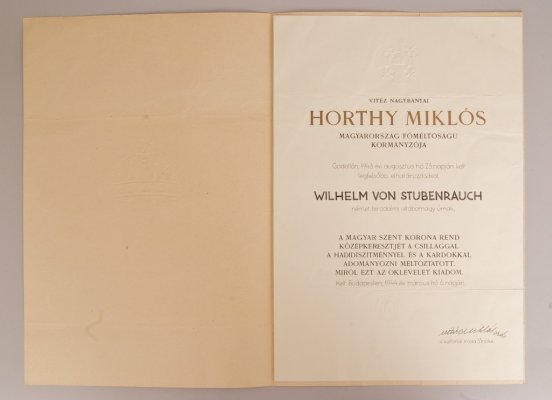 VITÉZ NAGYBÁNYAI
HORTHY MIKLÓS
MAGYARORSZÁG FŐMÉLTÓSÁGÚ
KORMÁNYZÓJA
Gödöllőn, 1943. évi augusztus hó 25. napján kelt
legfelsőbb elhatározásával
WILHELM VON STUBENRAUCH
német birodalmi altábornagy úrnak,
A MAGYAR SZENT KORONA REND
KÖZÉPKERESZTJÉT A CSILLAGGAL
A HADIDÍSZÍTMÉNNYEL ÉS A KARDOKKAL
ADOMÁNYOZNI MÉLTÓZTATOTT.
MIRŐL EZT AZ OKLEVELET KIADOM.
Kelt Budapesten, 1944. évi március hó 6. napján.